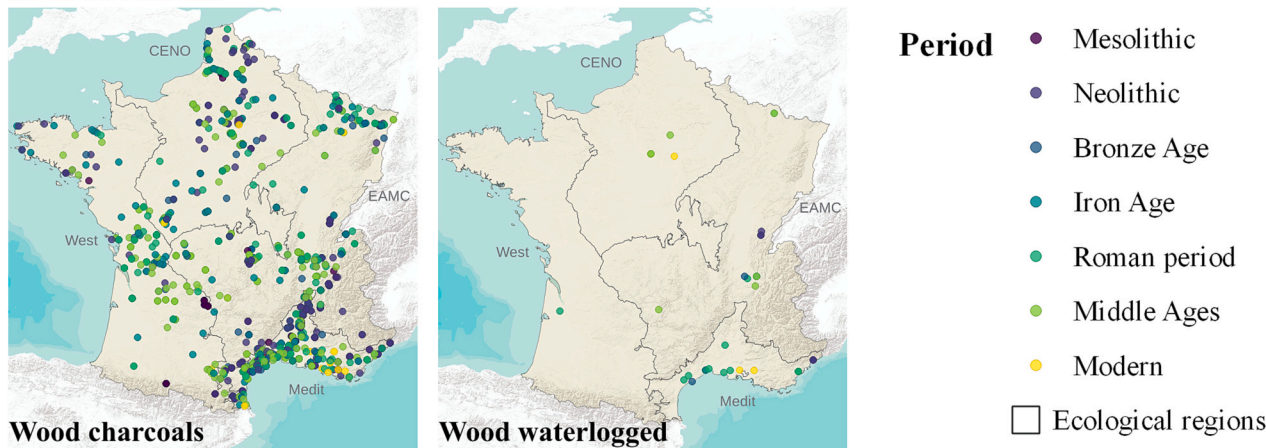 CENO
EAMC
West
Medit
Wood charcoals
CENO
EAMC
West
Medit
Wood waterlogged
Period
Mesolithic
Neolithic
Bronze Age
Iron Age
Roman period
Middle Ages
Modern
Ecological regions